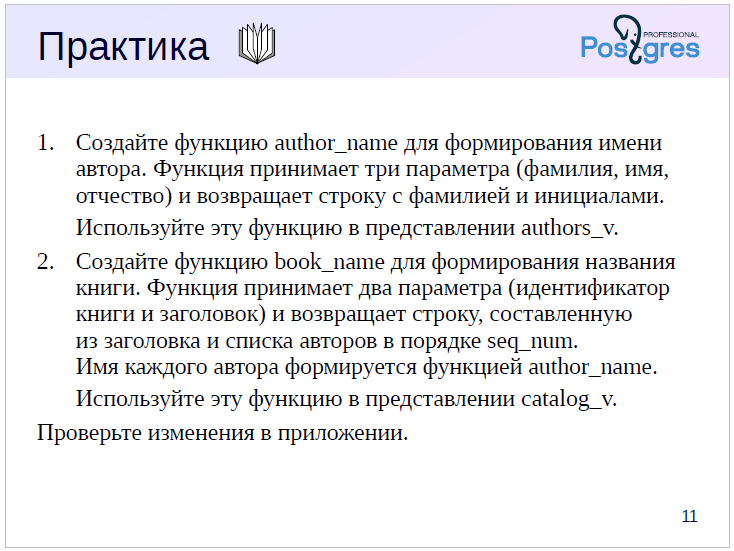 Практика
PROFESSIONAL
Postgres
1. Создайте функцию author_name для формирования имени
автора. Функция принимает три параметра (фамилия, имя,
отчество) и возвращает строку с фамилией и инициалами.
Используйте эту функцию в представлении authors_v.
2. Создайте функцию book_name для формирования названия
книги. Функция принимает два параметра (идентификатор
книги и заголовок) и возвращает строку, составленную
из заголовка и списка авторов в порядке seq_num.
Имя каждого автора формируется функцией author_name.
Используйте эту функцию в представлении catalog_v.
Проверьте изменения в приложении.
11